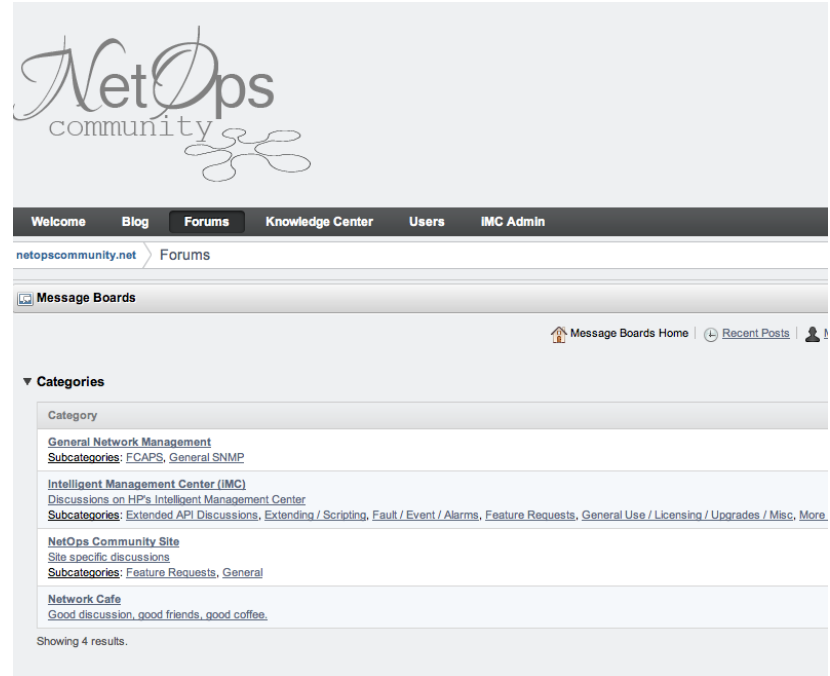 NetOps
community
Welcome Blog Forums Knowledge Center Users IMC Admin
netopscommunity.net Forums
Message Boards
Message Boards Home Recent Posts
Categories
Category
General Network Management
Subcategories: FCAPS, General SNMP
Intelligent Management Center (iMC)
Discussions on HP's Intelligent Management Center
Subcategories: Extended API Discussions, Extending / Scripting, Fault / Event / Alarms, Feature Requests, General Use / Licensing / Upgrades / Misc, More
NetOps Community Site
Site specific discussions
Subcategories: Feature Requests, General
Network Cafe
Good discussion, good friends, good coffee.
Showing 4 results.